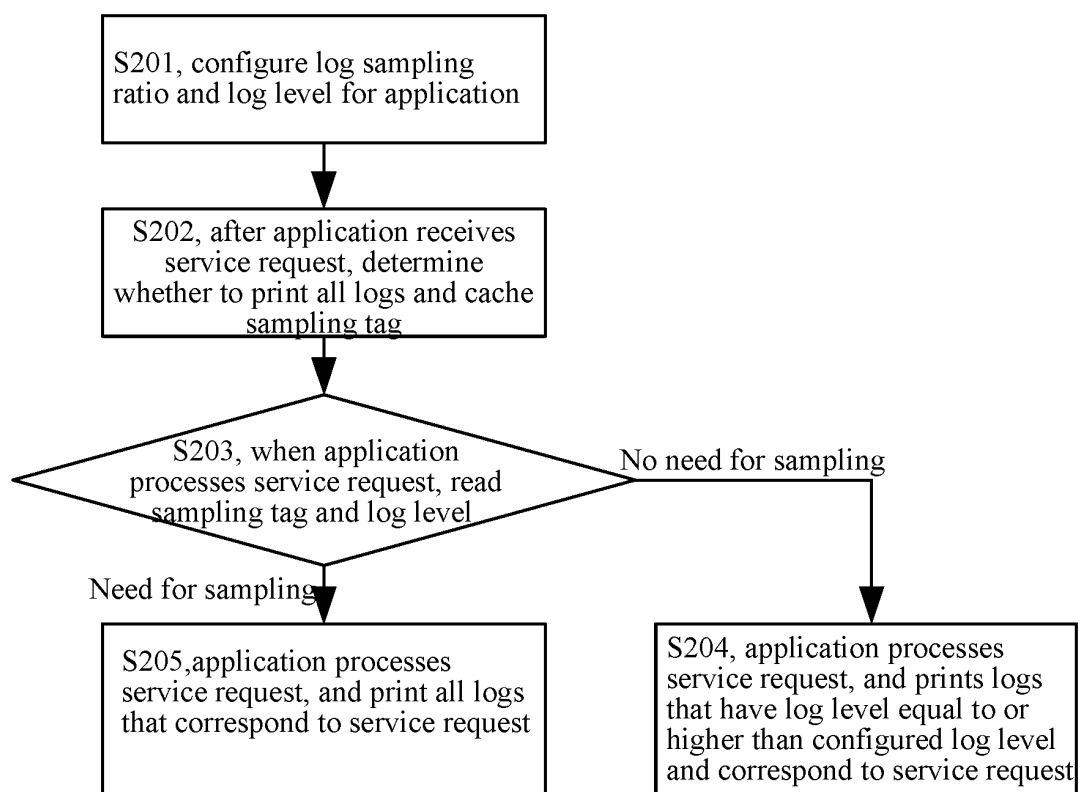 S201, configure log sampling
ratio and log level for application
S202, after application receives
service request, determine
whether to print all logs and cache
sampling tag
S203, when application
processes service request, read
sampling tag and log level
No need for sampling
Need for sampling
S205,application processes
service request, and print all logs
that correspond to service request
S204, application processes
service request, and prints logs
that have log level equal to or
higher than configured log level
and correspond to service request